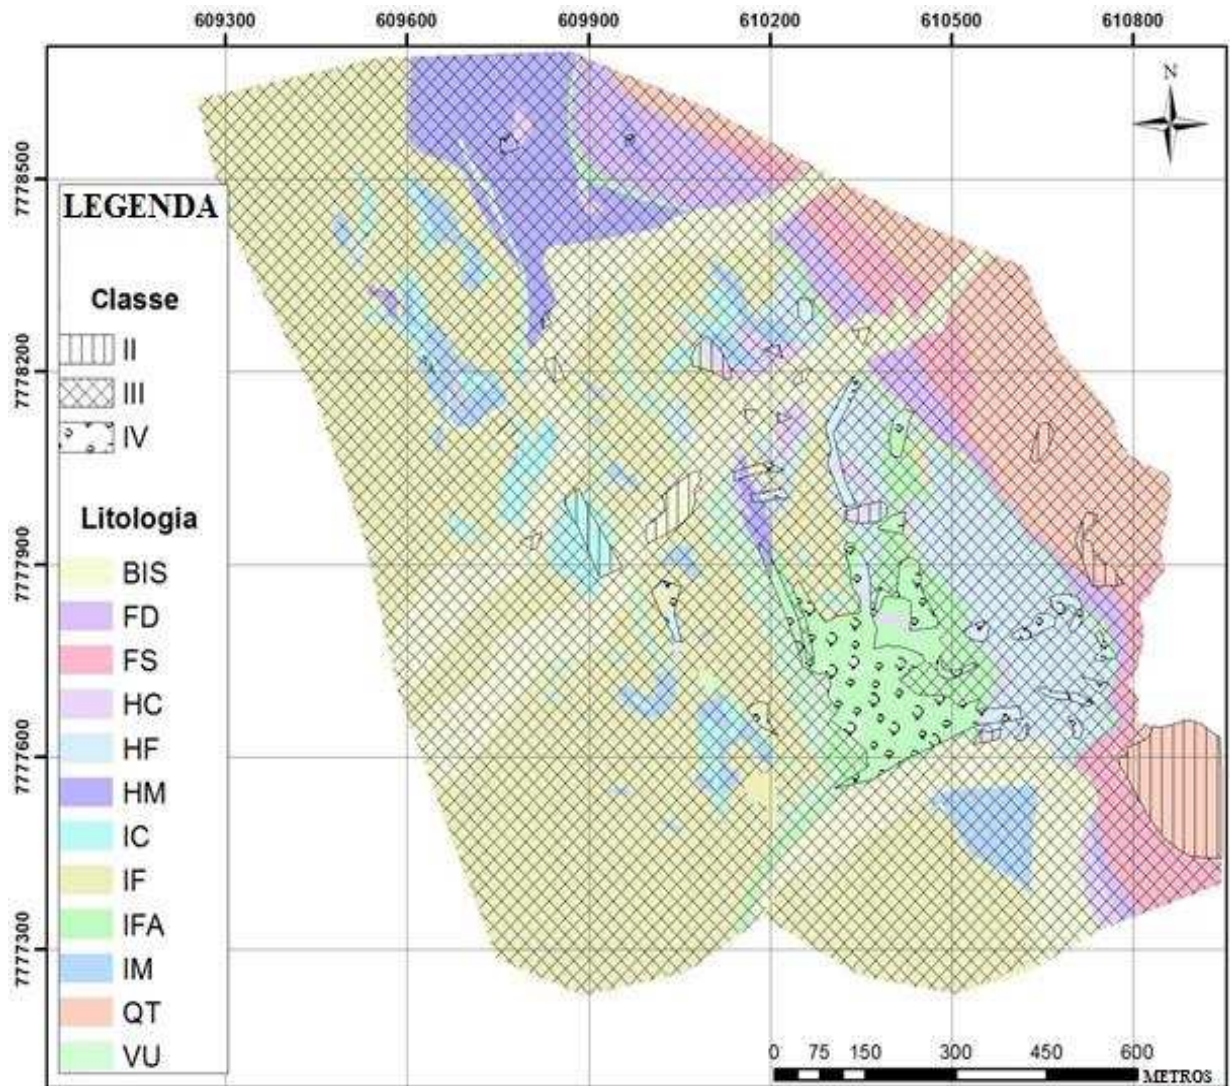 609300 609600 609900 610200 610500 610800
N
7778500
7778200
7777900
7777600
7777300
LEGENDA
Classe
II
III
IV
Litologia
BIS
FD
FS
HC
HF
HM
IC
IF
IFA
IM
QT
VU
0 75 150 300 450 600
METROS